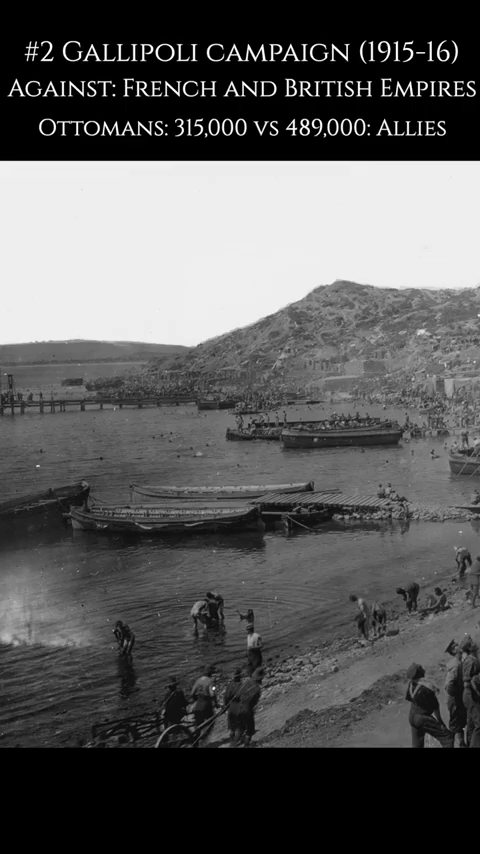 #2 Gallipoli campaign (1915-16)
Against: French and British Empires
Ottomans: 315,000 vs 489,000: Allies